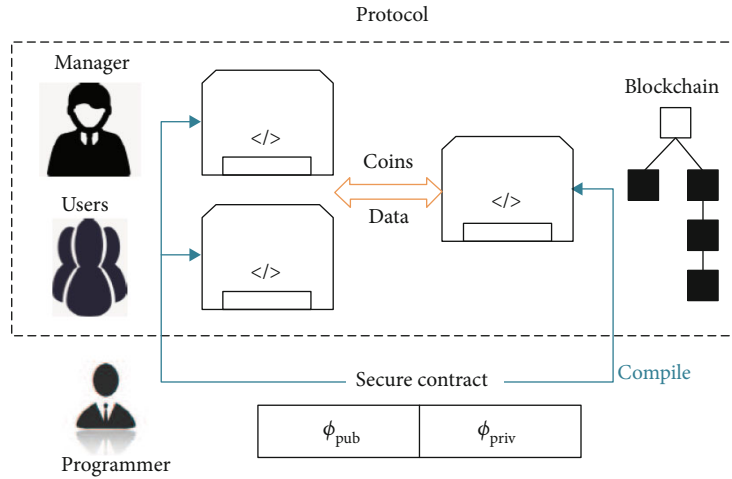 Protocol
Manager
Blockchain
</>
Coins
Users
</>
Data
</>
Secure contract
Compile
ϕpub
ϕpriv
Programmer